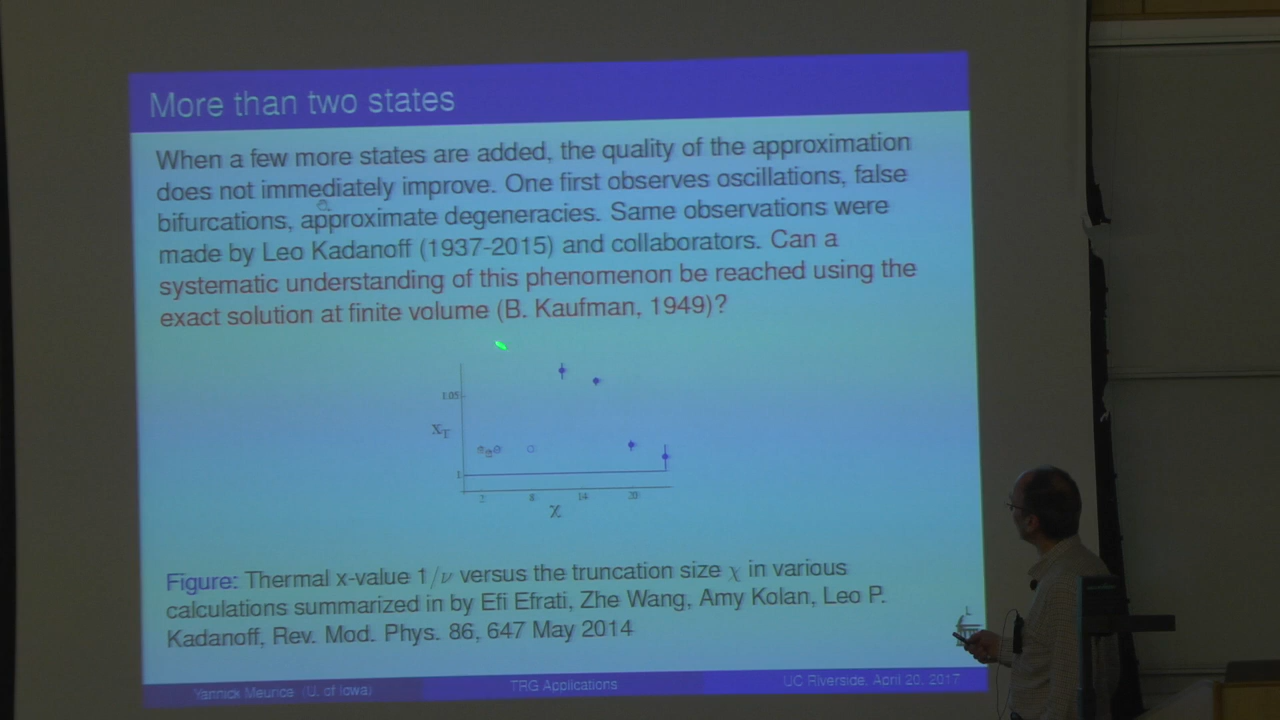 More than two states
When a few more states are added, the quality of the approximation
does not immediately improve. One first observes oscillations, false
bifurcations, approximate degeneracies. Same observations were
made by Leo Kadanoff (1937-2015) and collaborators. Can a
systematic understanding of this phenomenon be reached using the
exact solution at finite volume (B. Kaufman, 1949)?
1.05
X_T
1
2 8 14 20
χ
Figure: Thermal x-value 1/ν versus the truncation size χ in various
calculations summarized in by Efi Efrati, Zhe Wang, Amy Kolan, Leo P.
Kadanoff, Rev. Mod. Phys. 86, 647 May 2014
Yannick Meurice (U. of Iowa) TRG Applications UC Riverside, April 20, 2017